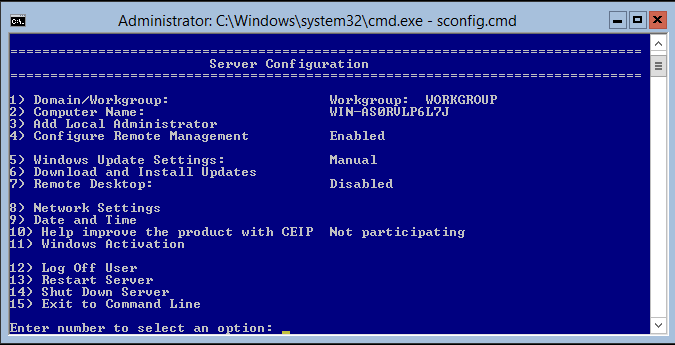 Administrator: C:\Windows\system32\cmd.exe - sconfig.cmd
===============================================================================
Server Configuration
===============================================================================
1) Domain/Workgroup: Workgroup: WORKGROUP
2) Computer Name: WIN-AS0RVLP6L7J
3) Add Local Administrator
4) Configure Remote Management Enabled
5) Windows Update Settings: Manual
6) Download and Install Updates
7) Remote Desktop: Disabled
8) Network Settings
9) Date and Time
10) Help improve the product with CEIP Not participating
11) Windows Activation
12) Log Off User
13) Restart Server
14) Shut Down Server
15) Exit to Command Line
Enter number to select an option: _